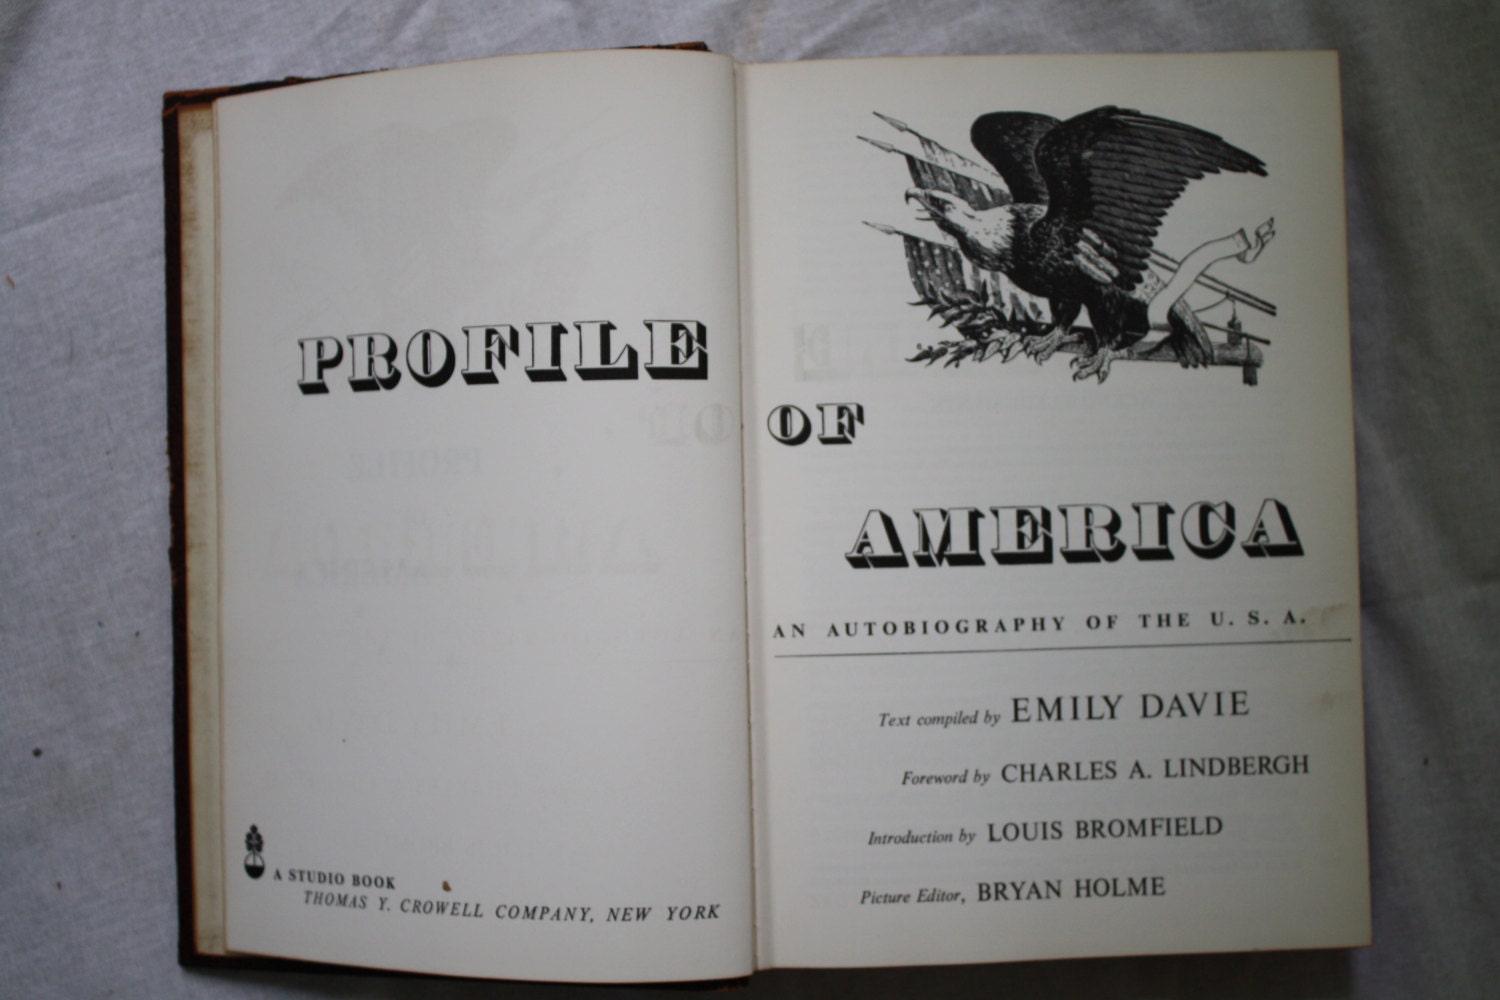 PROFILE
OF
AMERICA
AN AUTOBIOGRAPHY OF THE U. S. A.
Text compiled by EMILY DAVIE
Foreword by CHARLES A. LINDBERGH
Introduction by LOUIS BROMFIELD
Picture Editor, BRYAN HOLME
A STUDIO BOOK
THOMAS Y. CROWELL COMPANY, NEW YORK